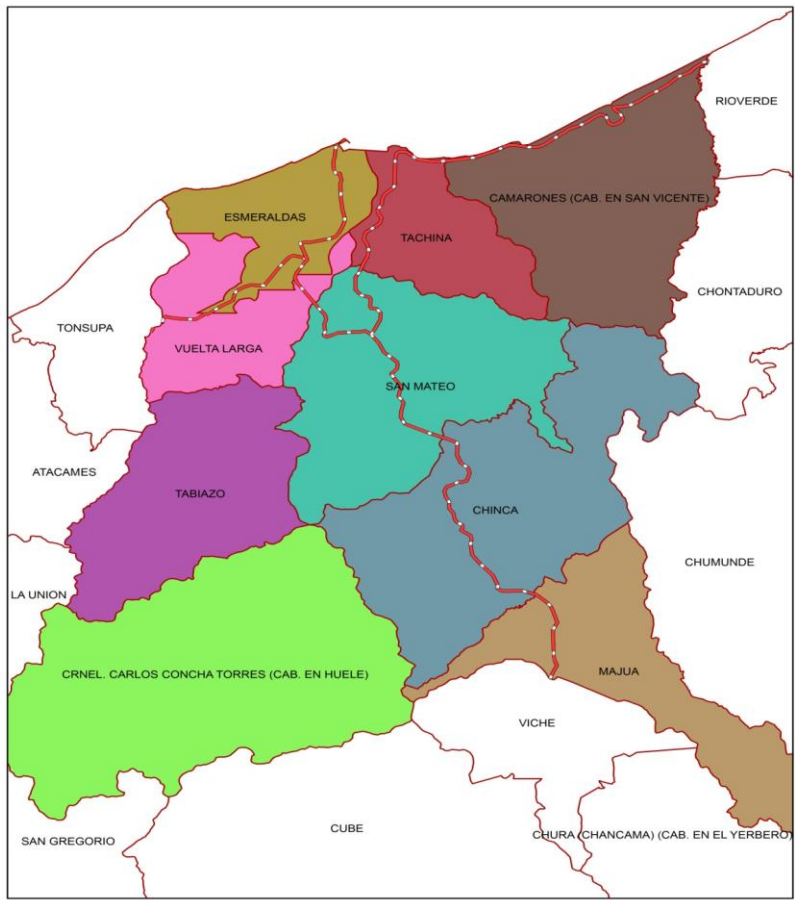 RIOVERDE
CAMARONES (CAB. EN SAN VICENTE)
ESMERALDAS
TACHINA
CHONTADURO
TONSUPA
VUELTA LARGA
SAN MATEO
ATACAMES
TABIAZO
CHINCA
CHUMUNDE
LA UNION
CRNEL. CARLOS CONCHA TORRES (CAB. EN HUELE)
MAJUA
VICHE
CUBE
CHURA (CHANCAMA) (CAB. EN EL YERBERO)
SAN GREGORIO